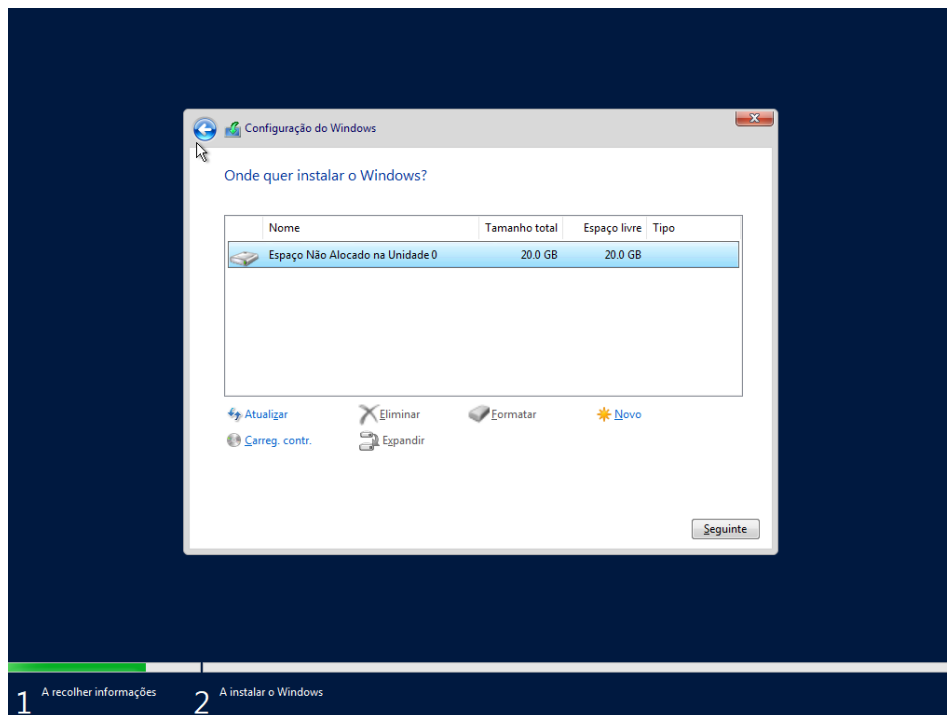 Configuração do Windows
Onde quer instalar o Windows?
Nome Tamanho total Espaço livre Tipo
Espaço Não Alocado na Unidade 0 20.0 GB 20.0 GB
Atualizar Eliminar Formatar Novo
Carreg. contr. Expandir
Seguinte
1 A recolher informações 2 A instalar o Windows